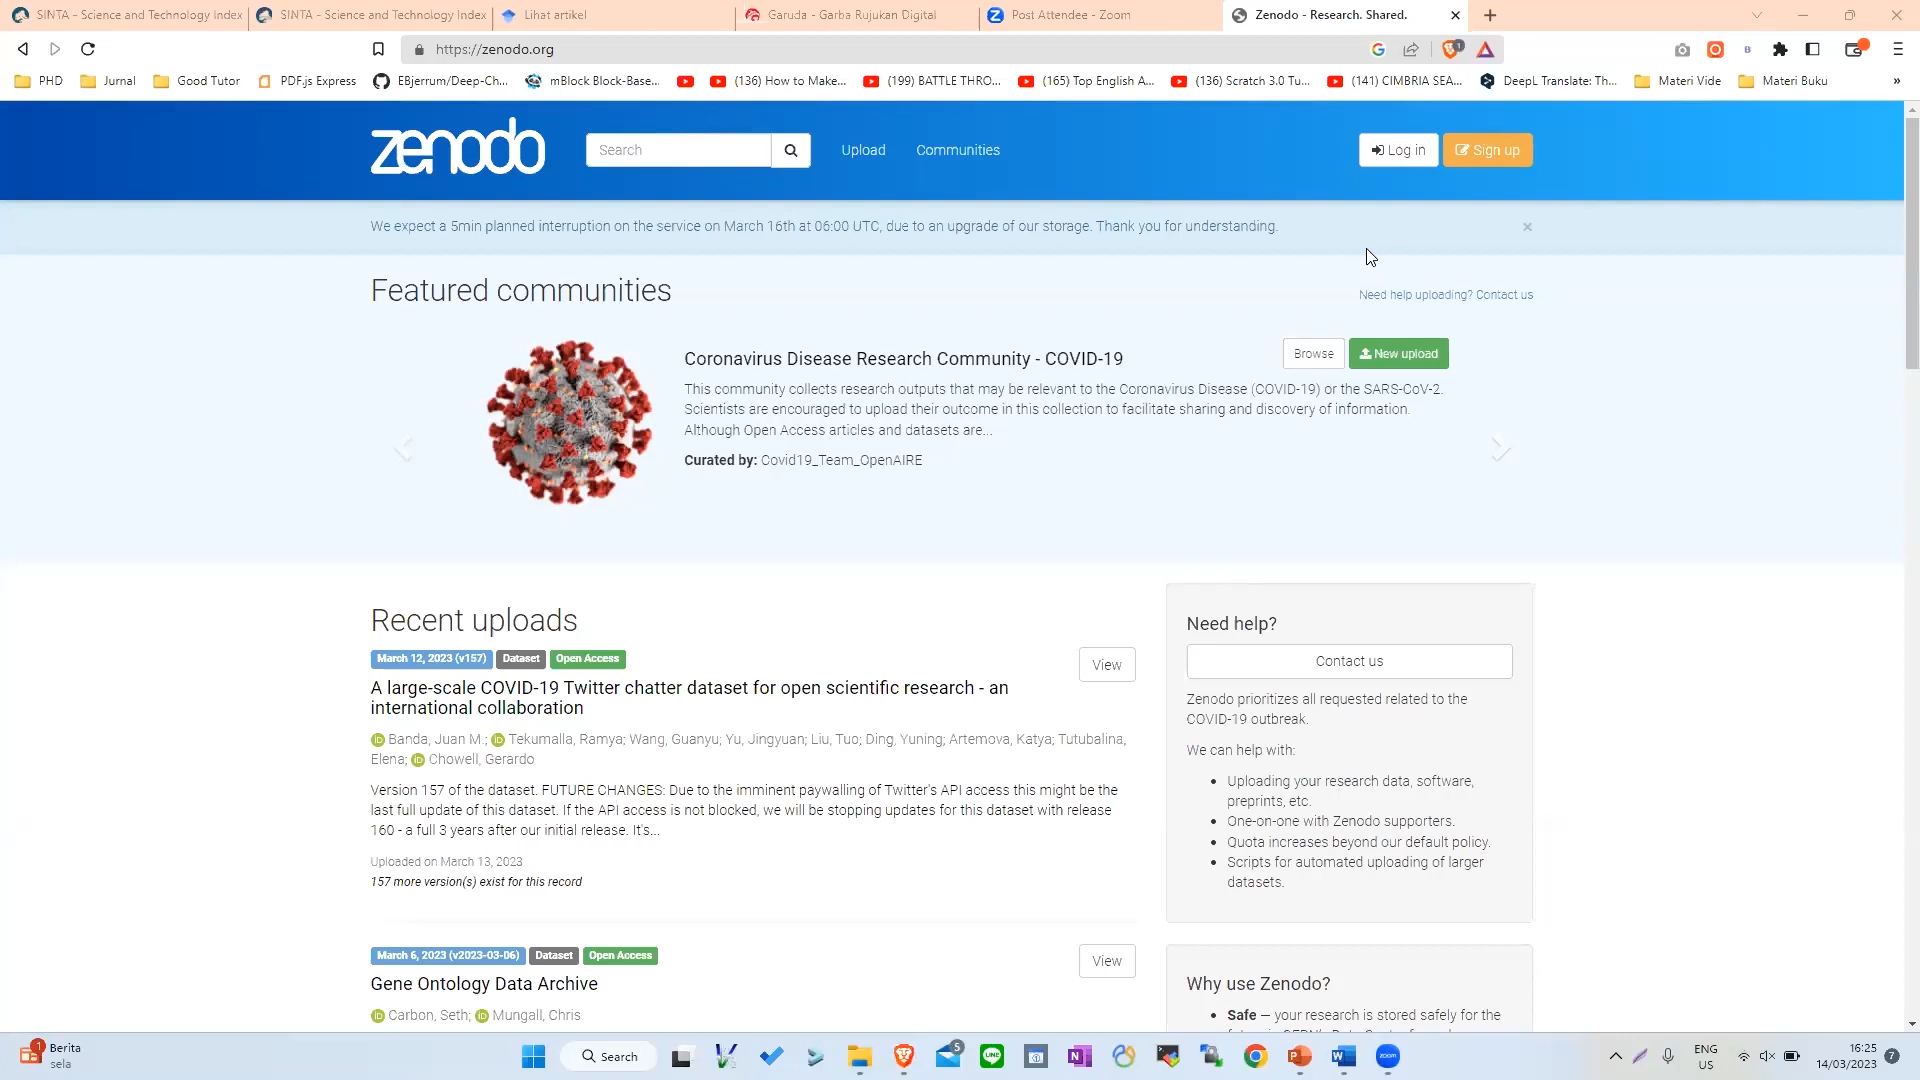 SINTA - Science and Technology Index
SINTA - Science and Technology Index
Lihat artikel
Garuda - Garba Rujukan Digital
Post Attendee - Zoom
Zenodo - Research. Shared.
https://zenodo.org
1
PHD
Jurnal
Good Tutor
PDF.js Express
EBjerrum/Deep-Ch...
mBlock Block-Base...
(136) How to Make...
(199) BATTLE THRO...
(165) Top English A...
(136) Scratch 3.0 Tu...
(141) CIMBRIA SEA...
DeepL Translate: Th...
Materi Vide
Materi Buku
»
zenodo
Search
Upload
Communities
Log in
Sign up
We expect a 5min planned interruption on the service on March 16th at 06:00 UTC, due to an upgrade of our storage. Thank you for understanding.
×
Featured communities
Need help uploading? Contact us
Coronavirus Disease Research Community - COVID-19
Browse
New upload
This community collects research outputs that may be relevant to the Coronavirus Disease (COVID-19) or the SARS-CoV-2.
Scientists are encouraged to upload their outcome in this collection to facilitate sharing and discovery of information.
Although Open Access articles and datasets are...
Curated by: Covid19_Team_OpenAIRE
Recent uploads
March 12, 2023 (v157) Dataset Open Access
View
A large-scale COVID-19 Twitter chatter dataset for open scientific research - an
international collaboration
Banda, Juan M.; Tekumalla, Ramya; Wang, Guanyu; Yu, Jingyuan; Liu, Tuo; Ding, Yuning; Artemova, Katya; Tutubalina,
Elena; Chowell, Gerardo
Version 157 of the dataset. FUTURE CHANGES: Due to the imminent paywalling of Twitter's API access this might be the
last full update of this dataset. If the API access is not blocked, we will be stopping updates for this dataset with release
160 - a full 3 years after our initial release. It's...
Uploaded on March 13, 2023
157 more version(s) exist for this record
March 6, 2023 (v2023-03-06) Dataset Open Access
View
Gene Ontology Data Archive
Carbon, Seth; Mungall, Chris
Need help?
Contact us
Zenodo prioritizes all requested related to the
COVID-19 outbreak.
We can help with:
• Uploading your research data, software,
preprints, etc.
• One-on-one with Zenodo supporters.
• Quota increases beyond our default policy.
• Scripts for automated uploading of larger
datasets.
Why use Zenodo?
• Safe — your research is stored safely for the
1
Berita
sela
Search
5
LINE
zoom
ENG
US
16:25
14/03/2023
7